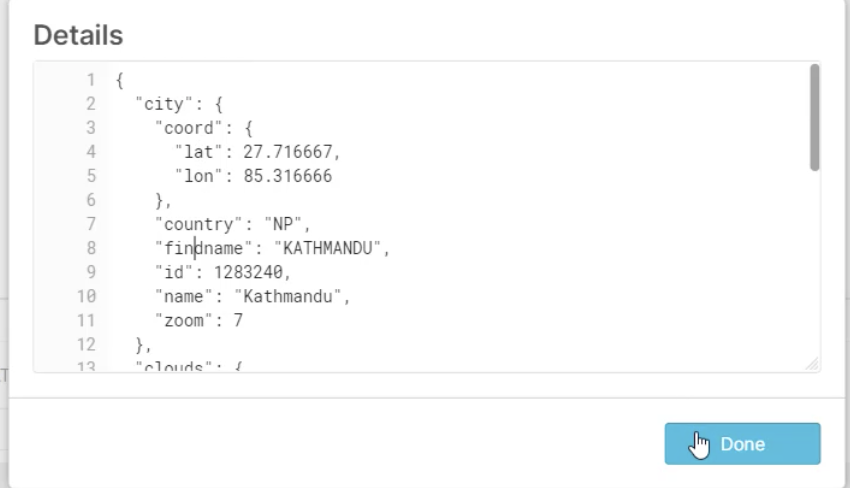 Details
1 {
2 "city": {
3 "coord": {
4 "lat": 27.716667,
5 "lon": 85.316666
6 },
7 "country": "NP",
8 "findname": "KATHMANDU",
9 "id": 1283240,
10 "name": "Kathmandu",
11 "zoom": 7
12 },
13 "clouds": {
Done